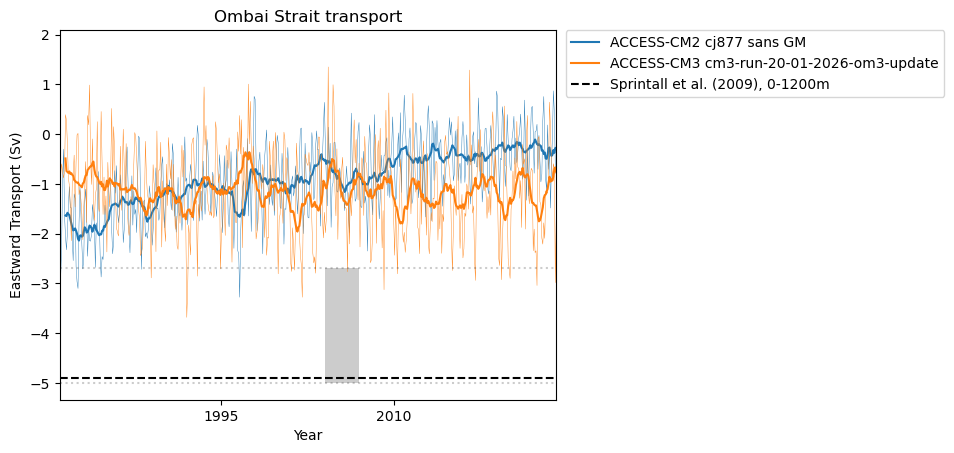 Ombai Strait transport
2
1
0
−1
−2
−3
−4
−5
Eastward Transport (Sv)
1995
2010
Year
ACCESS-CM2 cj877 sans GM
ACCESS-CM3 cm3-run-20-01-2026-om3-update
Sprintall et al. (2009), 0-1200m